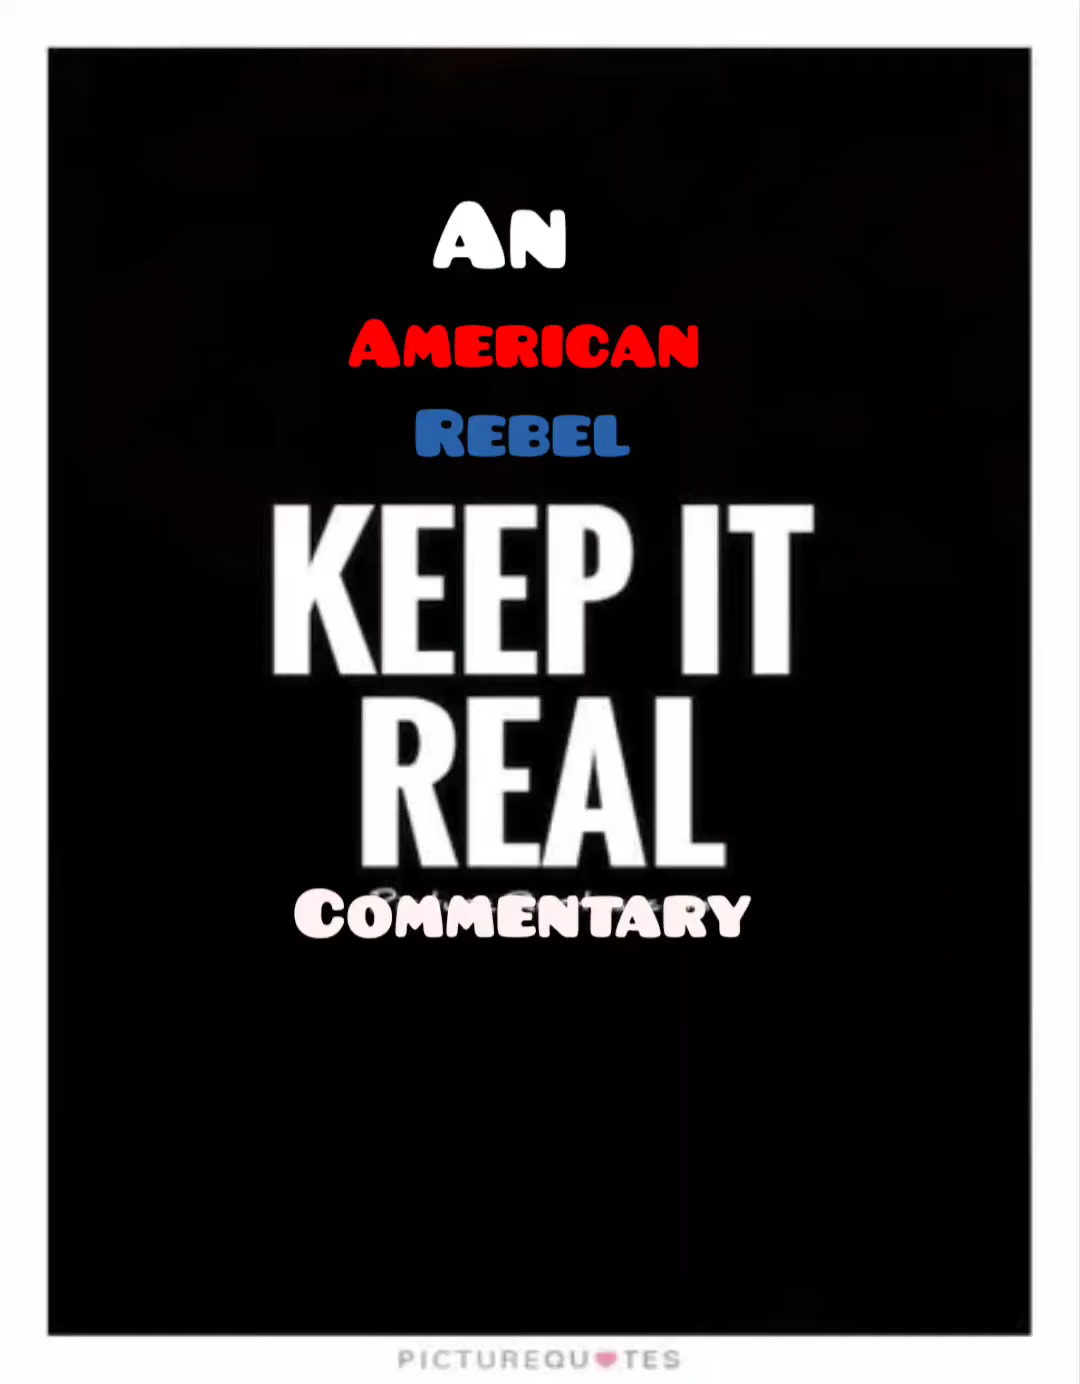 An
American
Rebel
KEEP IT
REAL
Commentary
PICTUREQUOTES